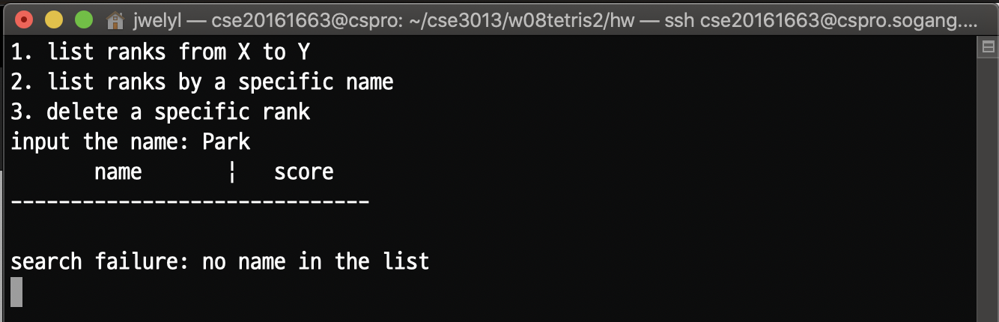 jwelyl — cse20161663@cspro: ~/cse3013/w08tetris2/hw — ssh cse20161663@cspro.sogang....
1. list ranks from X to Y
2. list ranks by a specific name
3. delete a specific rank
input the name: Park
name | score
------------------------------
search failure: no name in the list